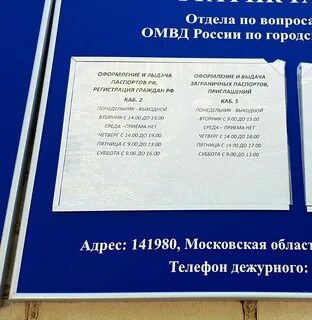 Отдела по вопроса
ОМВД России по городс
ОФОРМЛЕНИЕ И ВЫДАЧА
ПАСПОРТОВ РФ,
РЕГИСТРАЦИЯ ГРАЖДАН РФ
КАБ. 2
ПОНЕДЕЛЬНИК - ВЫХОДНОЙ
ВТОРНИК С 14.00 ДО 19.00
СРЕДА – ПРИЕМА НЕТ
ЧЕТВЕРГ С 14.00 ДО 19.00
ПЯТНИЦА С 9.00 ДО 13.00
СУББОТА С 9.00 ДО 16.00
ОФОРМЛЕНИЕ И ВЫДАЧА
ЗАГРАНИЧНЫХ ПАСПОРТОВ,
ПРИГЛАШЕНИЙ
КАБ. 5
ПОНЕДЕЛЬНИК - ВЫХОДНОЙ
ВТОРНИК С 9.00 ДО 13.00
СРЕДА – ПРИЕМА НЕТ
ЧЕТВЕРГ С 14.00 ДО 18.00
ПЯТНИЦА С 14.00 ДО 17.00
СУББОТА С 9.00 ДО 13.00
Адрес: 141980, Московская област
Телефон дежурного: